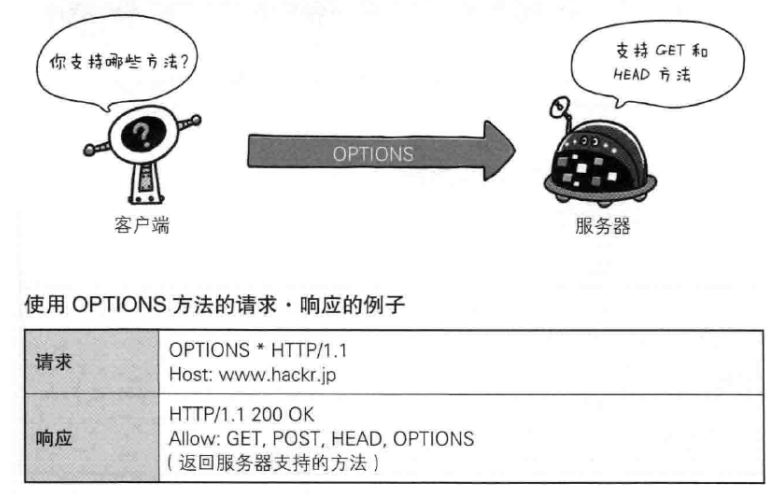 你支持哪些方法?
支持 GET 和
HEAD 方法
OPTIONS
客户端
服务器
使用 OPTIONS 方法的请求·响应的例子
请求
OPTIONS * HTTP/1.1
Host: www.hackr.jp
响应
HTTP/1.1 200 OK
Allow: GET, POST, HEAD, OPTIONS
(返回服务器支持的方法)